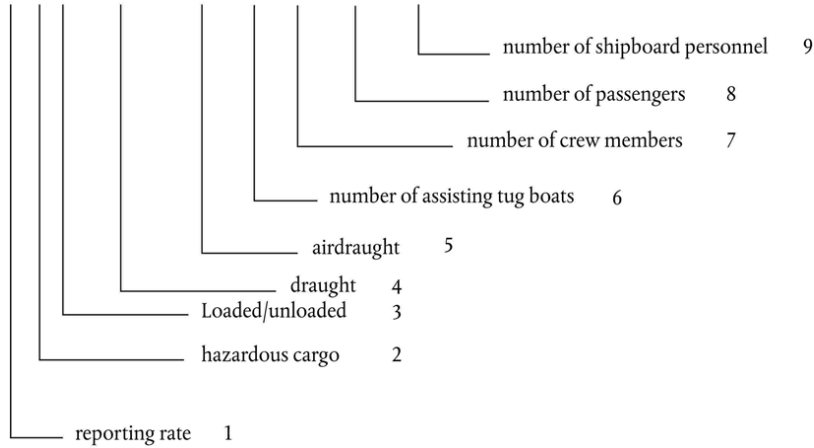 number of shipboard personnel 9
number of passengers 8
number of crew members 7
number of assisting tug boats 6
airdraught 5
draught 4
Loaded/unloaded 3
hazardous cargo 2
reporting rate 1